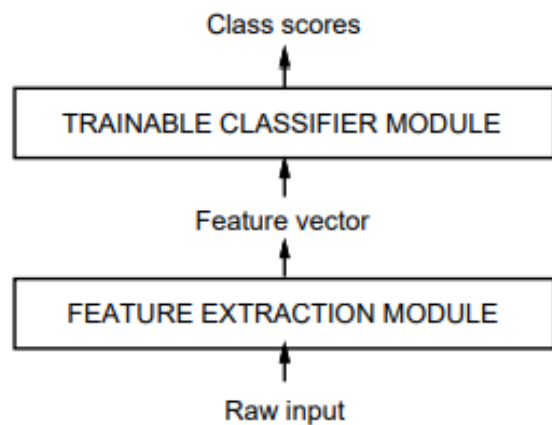 Class scores
TRAINABLE CLASSIFIER MODULE
Feature vector
FEATURE EXTRACTION MODULE
Raw input